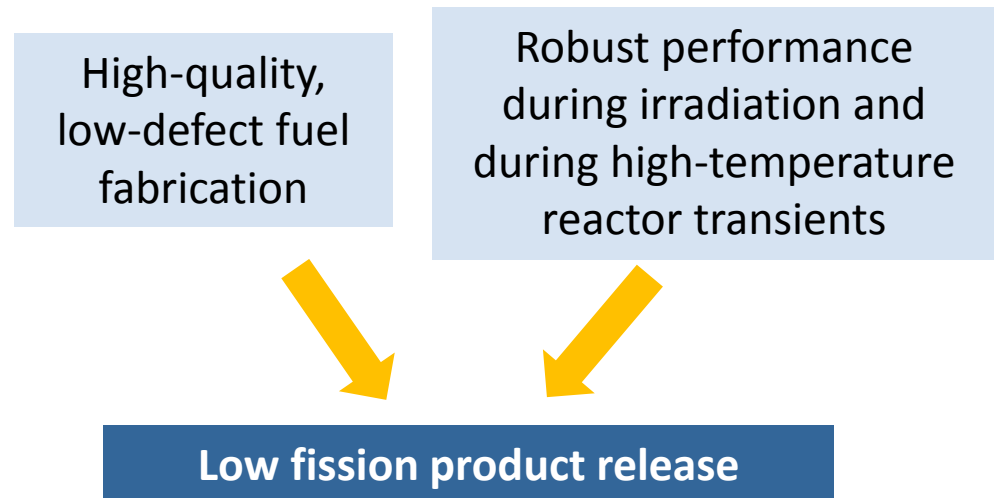 High-quality,
low-defect fuel
fabrication
Robust performance
during irradiation and
during high-temperature
reactor transients
Low fission product release